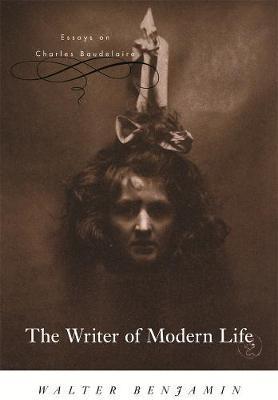 Essays on
Charles Baudelaire
The Writer of Modern Life
WALTER BENJAMIN